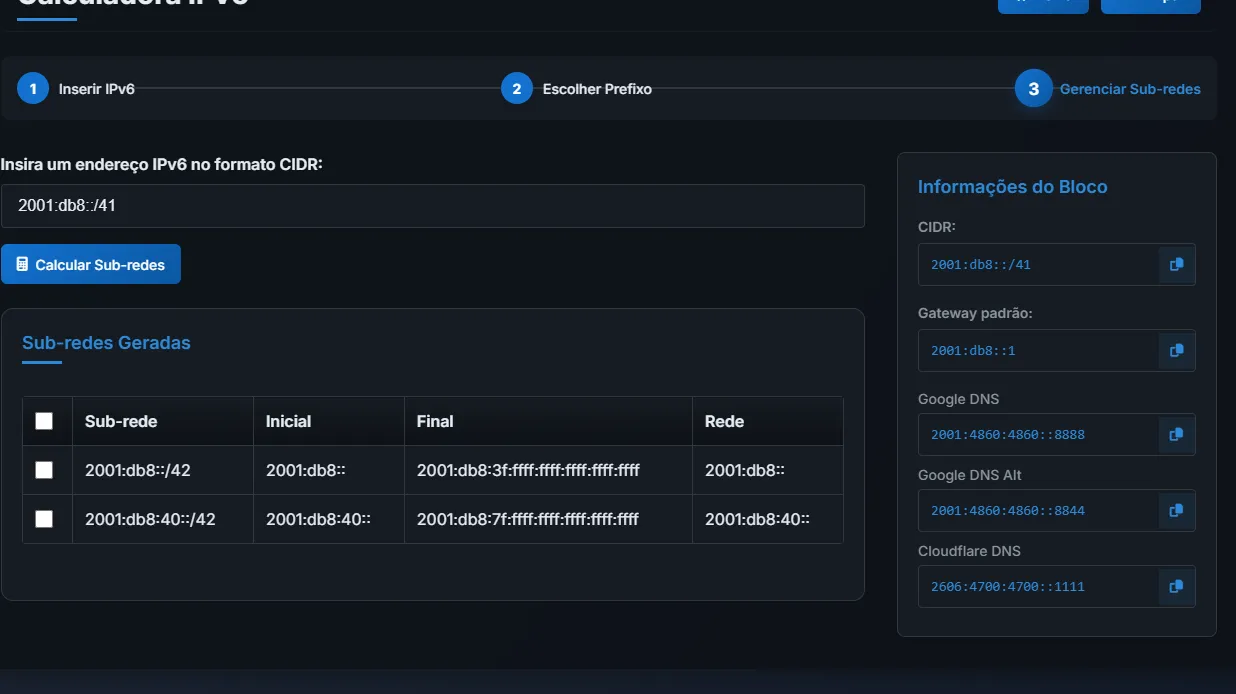 Calculadora IPv6
1 Inserir IPv6 2 Escolher Prefixo 3 Gerenciar Sub-redes
Insira um endereço IPv6 no formato CIDR:
2001:db8::/41
Calcular Sub-redes
Sub-redes Geradas
Sub-rede Inicial Final Rede
2001:db8::/42 2001:db8:: 2001:db8:3f:ffff:ffff:ffff:ffff:ffff 2001:db8::
2001:db8:40::/42 2001:db8:40:: 2001:db8:7f:ffff:ffff:ffff:ffff:ffff 2001:db8:40::
Informações do Bloco
CIDR:
2001:db8::/41
Gateway padrão:
2001:db8::1
Google DNS
2001:4860:4860::8888
Google DNS Alt
2001:4860:4860::8844
Cloudflare DNS
2606:4700:4700::1111